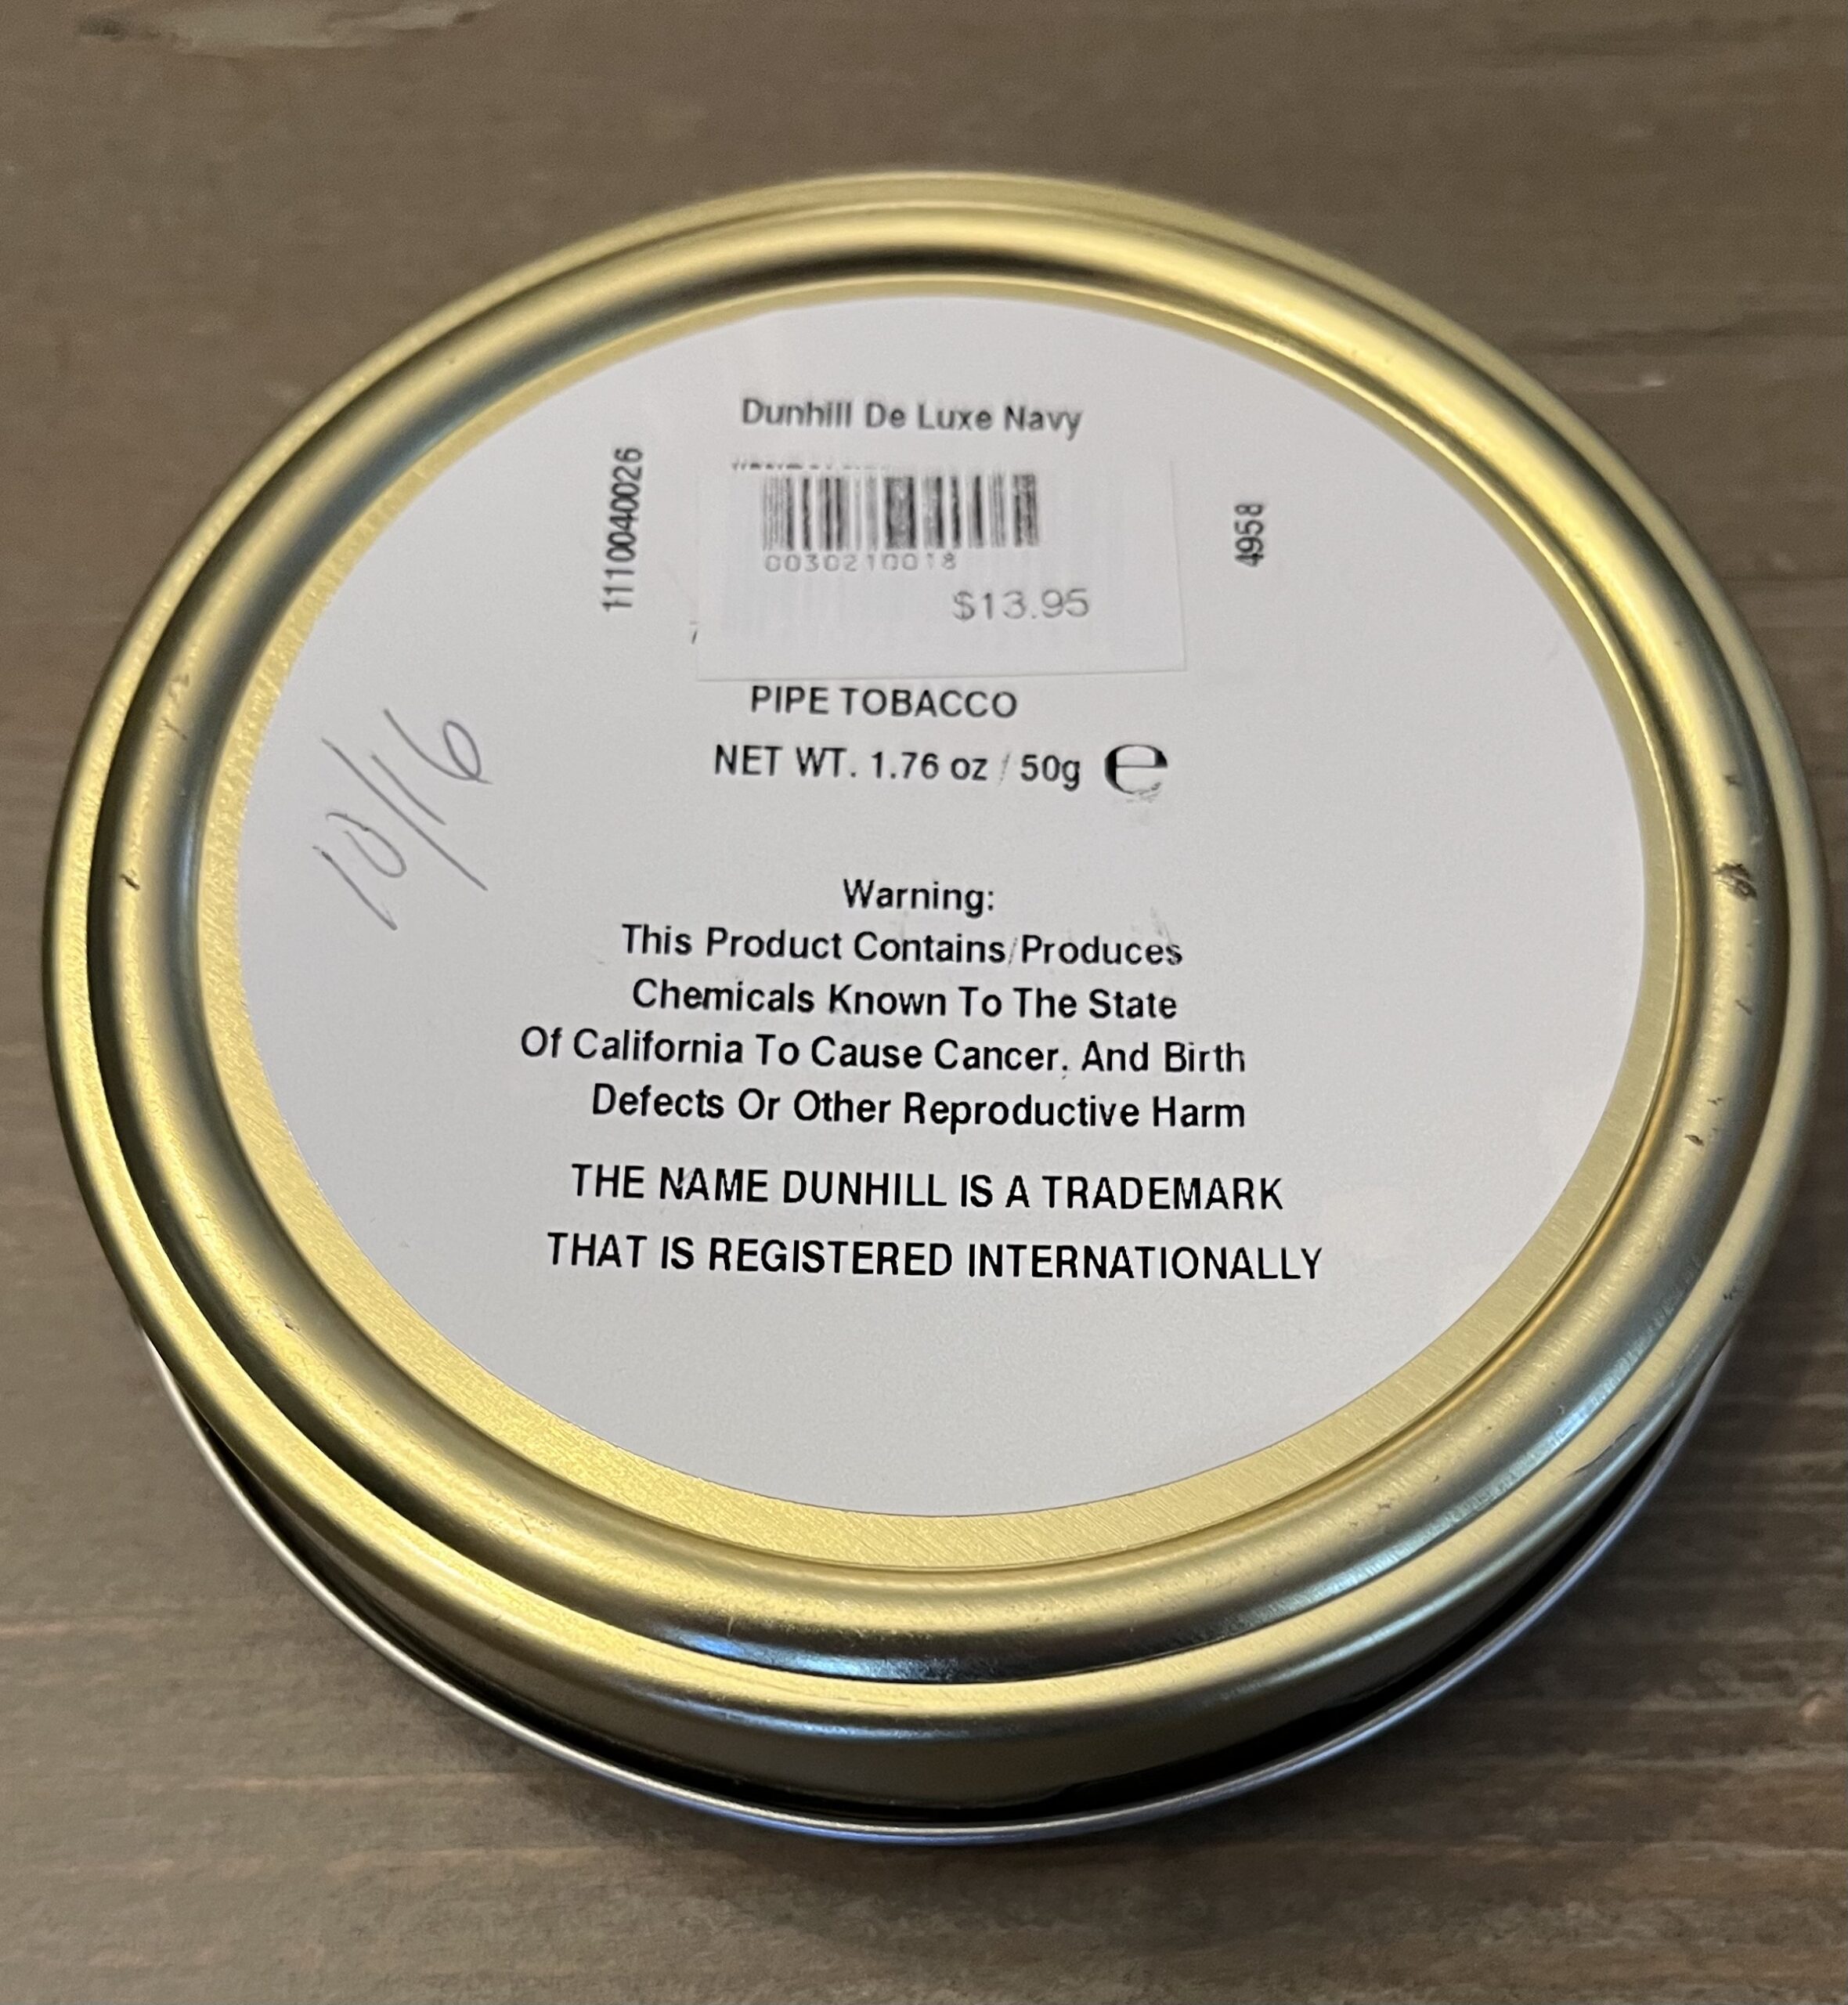 Dunhill De Luxe Navy
1110040026
0030210018
4958
$13.95
PIPE TOBACCO
NET WT. 1.76 oz / 50g ℮
10/16
Warning:
This Product Contains/Produces
Chemicals Known To The State
Of California To Cause Cancer, And Birth
Defects Or Other Reproductive Harm
THE NAME DUNHILL IS A TRADEMARK
THAT IS REGISTERED INTERNATIONALLY